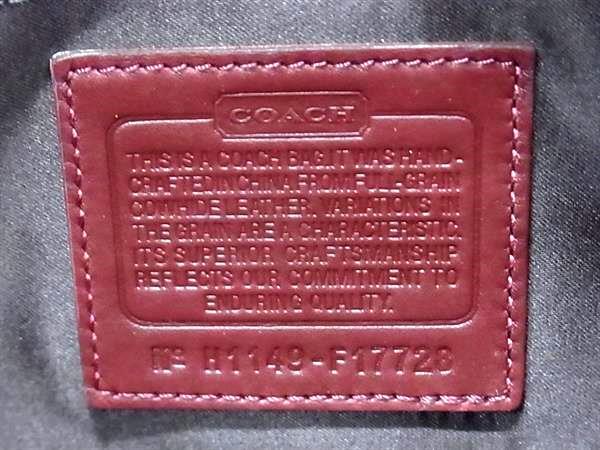 COACH
THIS IS A COACH BAG. IT WAS HAND-
CRAFTED IN CHINA FROM FULL-GRAIN
COWHIDE LEATHER. VARIATIONS IN
THE GRAIN ARE A CHARACTERISTIC.
ITS SUPERIOR CRAFTSMANSHIP
REFLECTS OUR COMMITMENT TO
ENDURING QUALITY.
Nº H1149-F17728